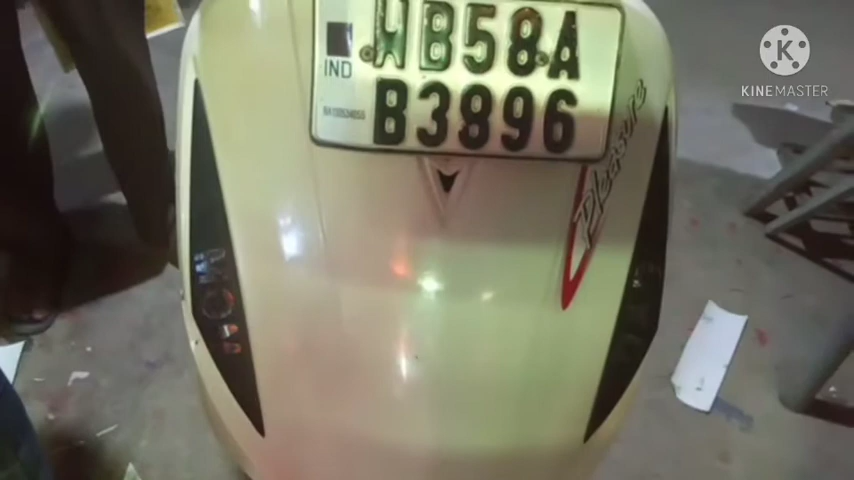 WB58A
IND
B3896
Pleasure
K
KINEMASTER